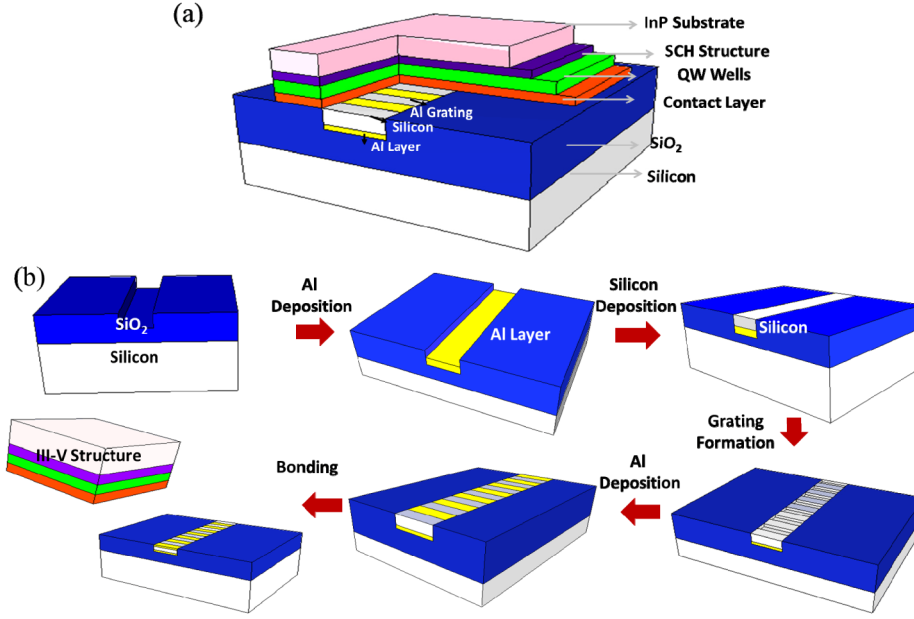 (a)
InP Substrate
SCH Structure
QW Wells
Contact Layer
Al Grating
Silicon
Al Layer
SiO₂
Silicon
(b)
SiO₂
Silicon
Al
Deposition
Al Layer
Silicon
Deposition
Silicon
Grating
Formation
Al
Deposition
Bonding
III-V Structure